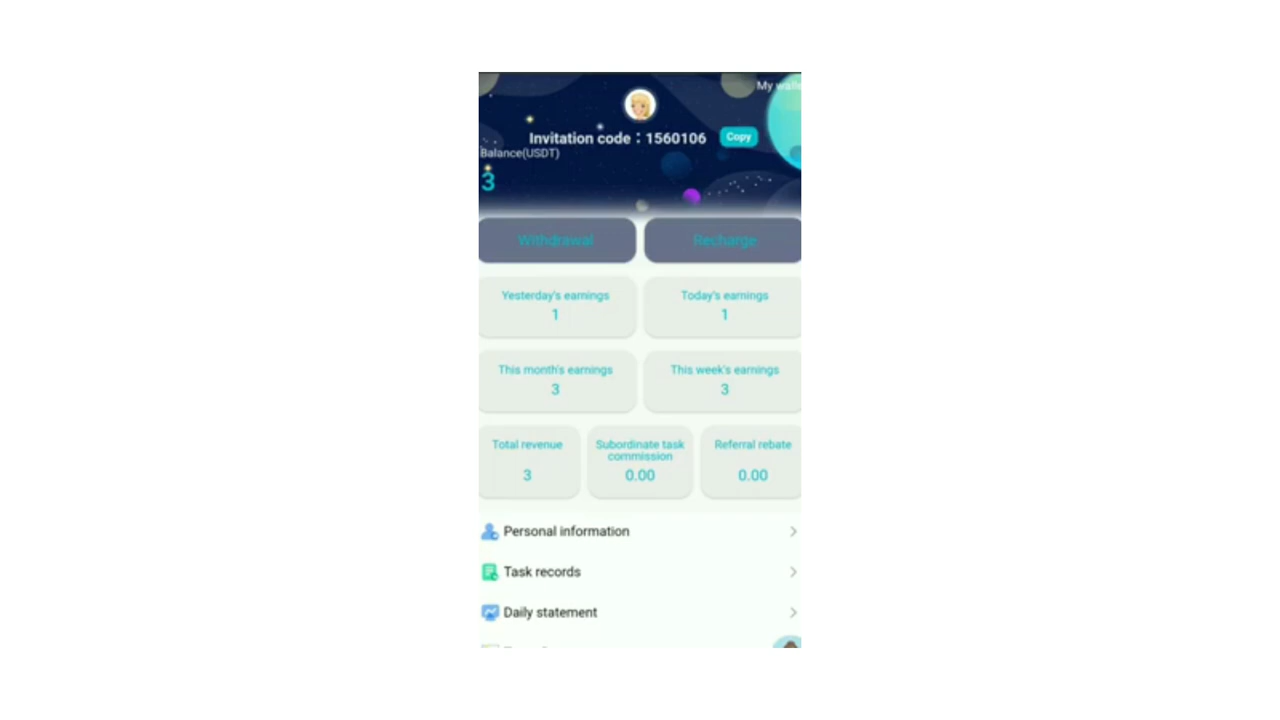 My
Invitation code：1560106
Copy
Balance(USDT)
3
Withdrawal
Recharge
Yesterday's earnings
1
Today's earnings
1
This month's earnings
3
This week's earnings
3
Total revenue
3
Subordinate task
commission
0.00
Referral rebate
0.00
Personal information
Task records
Daily statement